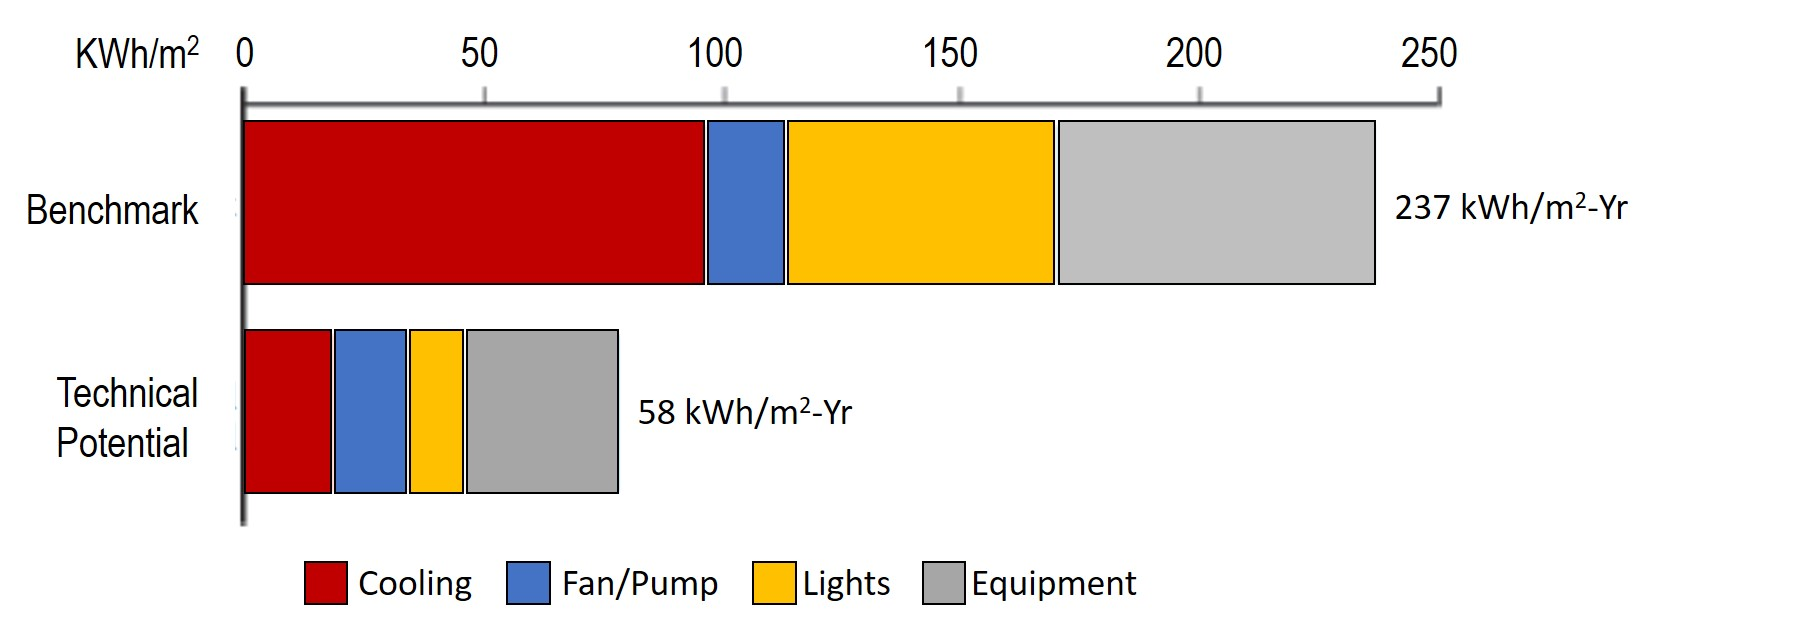 KWh/m² 0 50 100 150 200 250
Benchmark
237 kWh/m²-Yr
Technical
Potential
58 kWh/m²-Yr
Cooling Fan/Pump Lights Equipment